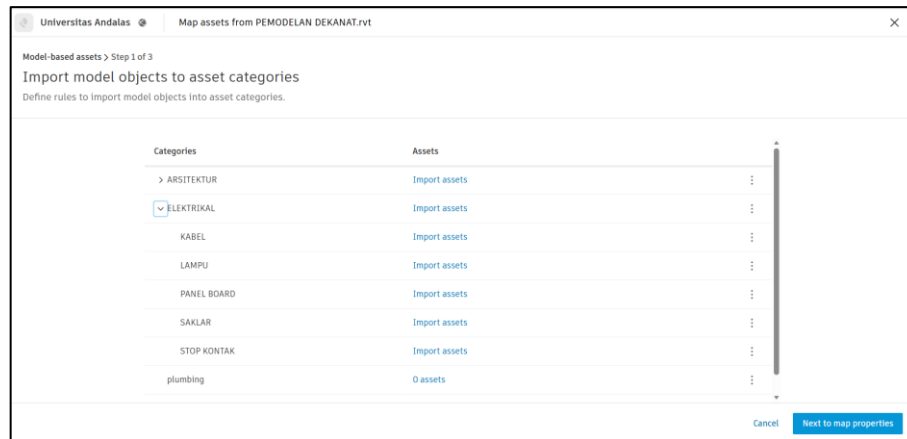 Universitas Andalas
Map assets from PEMODELAN DEKANAT.rvt
Model-based assets > Step 1 of 3
Import model objects to asset categories
Define rules to import model objects into asset categories.
Categories Assets
ARSITEKTUR Import assets
ELEKTRIKAL Import assets
KABEL Import assets
LAMPU Import assets
PANEL BOARD Import assets
SAKLAR Import assets
STOP KONTAK Import assets
plumbing 0 assets
Cancel Next to map properties